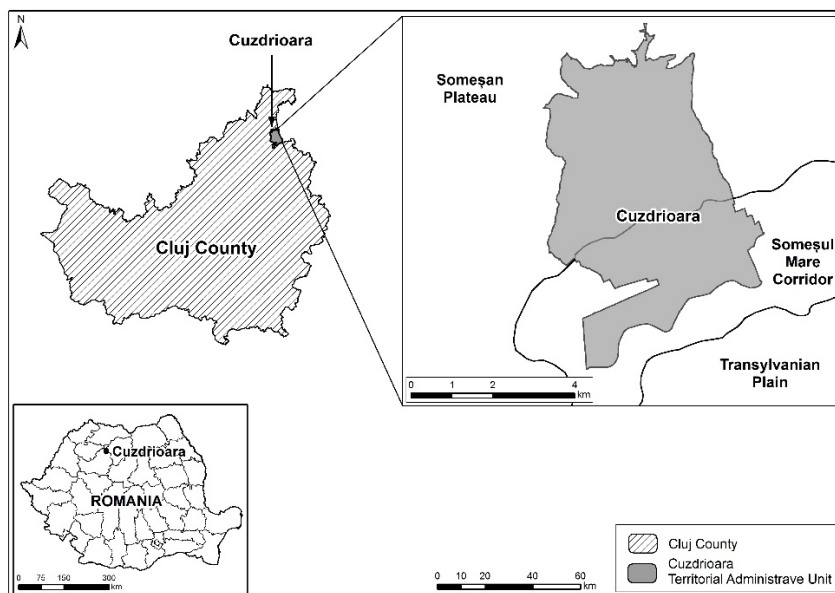 N
Cuzdrioara
Cluj County
Someșan
Plateau
Cuzdrioara
Someșul
Mare
Corridor
Transylvanian
Plain
0 1 2 4
km
Cuzdrioara
ROMANIA
0 75 150 300
km
0 10 20 40 60
km
Cluj County
Cuzdrioara
Territorial Administrave Unit